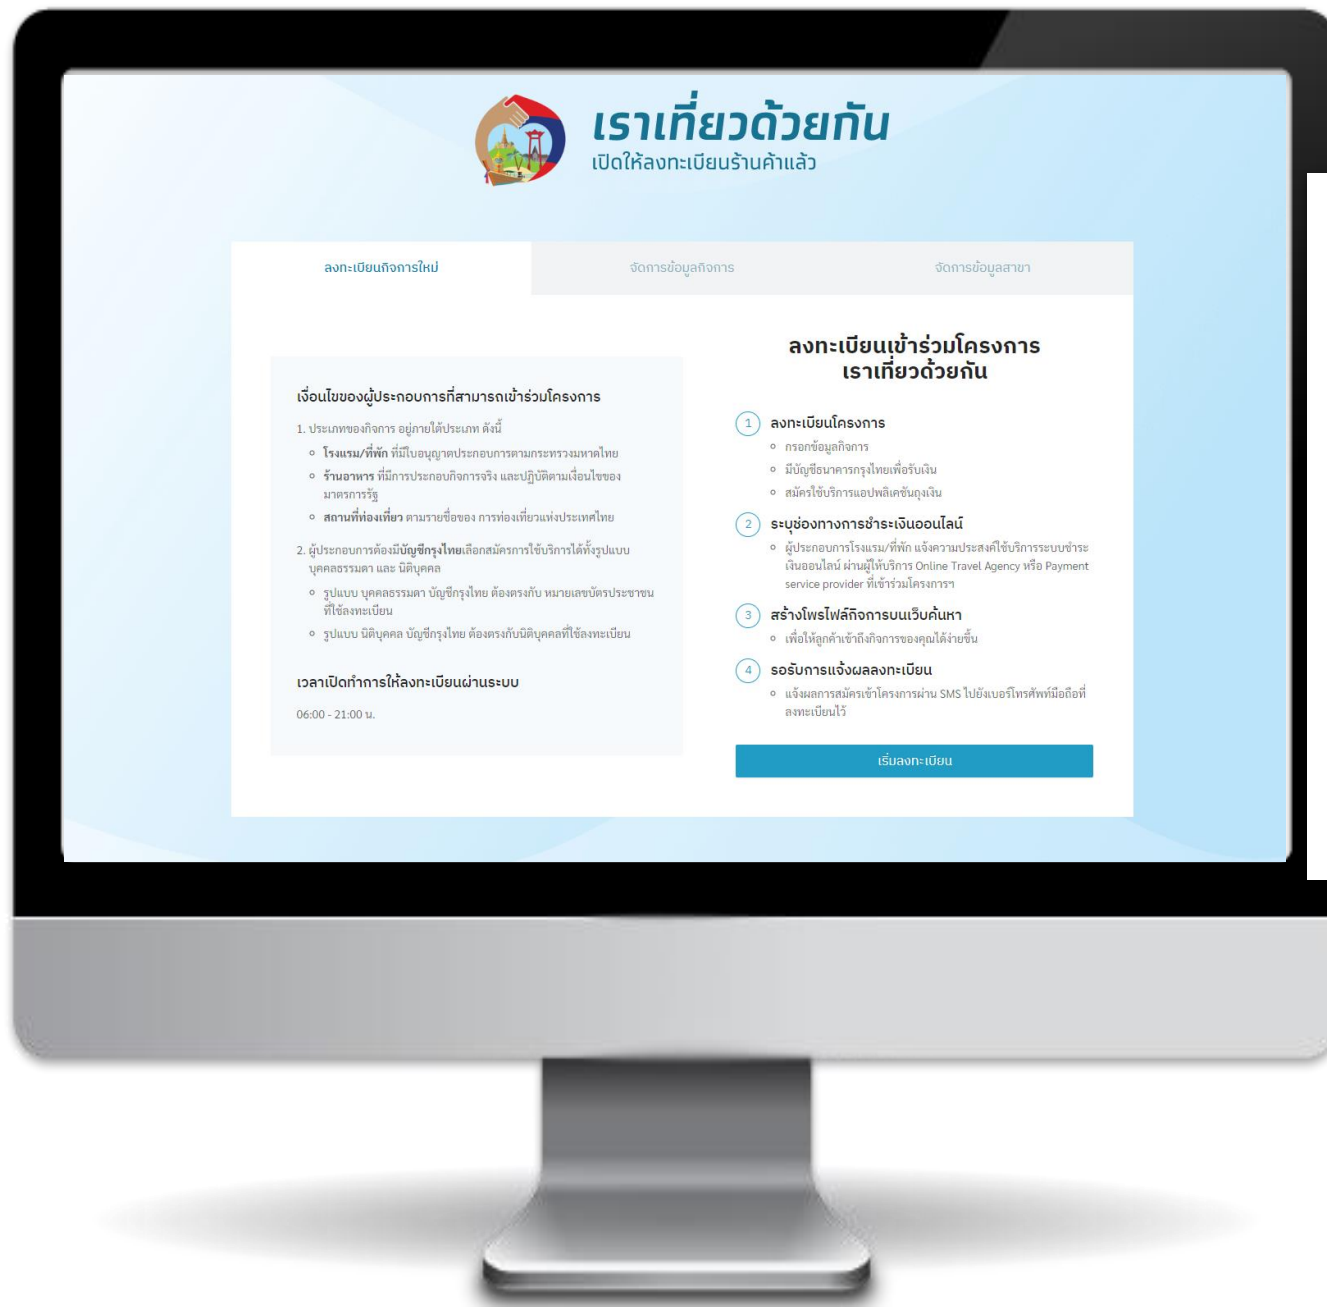 เราเที่ยวด้วยกัน
เปิดให้ลงทะเบียนร้านค้าแล้ว
ลงทะเบียนกิจการใหม่
จัดการข้อมูลกิจการ
จัดการข้อมูลสาขา
เงื่อนไขของผู้ประกอบการที่สามารถเข้าร่วมโครงการ
1. ประเภทของกิจการ อยู่ภายใต้ประเภท ดังนี้
โรงแรม/ที่พัก ที่มีใบอนุญาตประกอบการตามกระทรวงมหาดไทย
ร้านอาหาร ที่มีการประกอบกิจการจริง และปฏิบัติตามเงื่อนไขของ
มาตรการรัฐ
สถานที่ท่องเที่ยว ตามรายชื่อของ การท่องเที่ยวแห่งประเทศไทย
2. ผู้ประกอบการต้องมีบัญชีกรุงไทยเลือกสมัครการใช้บริการได้ทั้งรูปแบบ
บุคคลธรรมดา และ นิติบุคคล
รูปแบบ บุคคลธรรมดา บัญชีกรุงไทย ต้องตรงกับ หมายเลขบัตรประชาชน
ที่ใช้ลงทะเบียน
รูปแบบ นิติบุคคล บัญชีกรุงไทย ต้องตรงกับนิติบุคคลที่ใช้ลงทะเบียน
เวลาเปิดทำการให้ลงทะเบียนผ่านระบบ
06:00 - 21:00 น.
ลงทะเบียนเข้าร่วมโครงการ
เราเที่ยวด้วยกัน
1 ลงทะเบียนโครงการ
กรอกข้อมูลกิจการ
มีบัญชีธนาคารกรุงไทยเพื่อรับเงิน
สมัครใช้บริการแอปพลิเคชันถุงเงิน
2 ระบุช่องทางการชำระเงินออนไลน์
ผู้ประกอบการโรงแรม/ที่พัก แจ้งความประสงค์ใช้บริการระบบชำระ
เงินออนไลน์ ผ่านผู้ให้บริการ Online Travel Agency หรือ Payment
service provider ที่เข้าร่วมโครงการฯ
3 สร้างโพรไฟล์กิจการบนเว็บค้นหา
เพื่อให้ลูกค้าเข้าถึงกิจการของคุณได้ง่ายขึ้น
4 รอรับการแจ้งผลลงทะเบียน
แจ้งผลการสมัครเข้าโครงการผ่าน SMS ไปยังเบอร์โทรศัพท์มือถือที่
ลงทะเบียนไว้
เริ่มลงทะเบียน